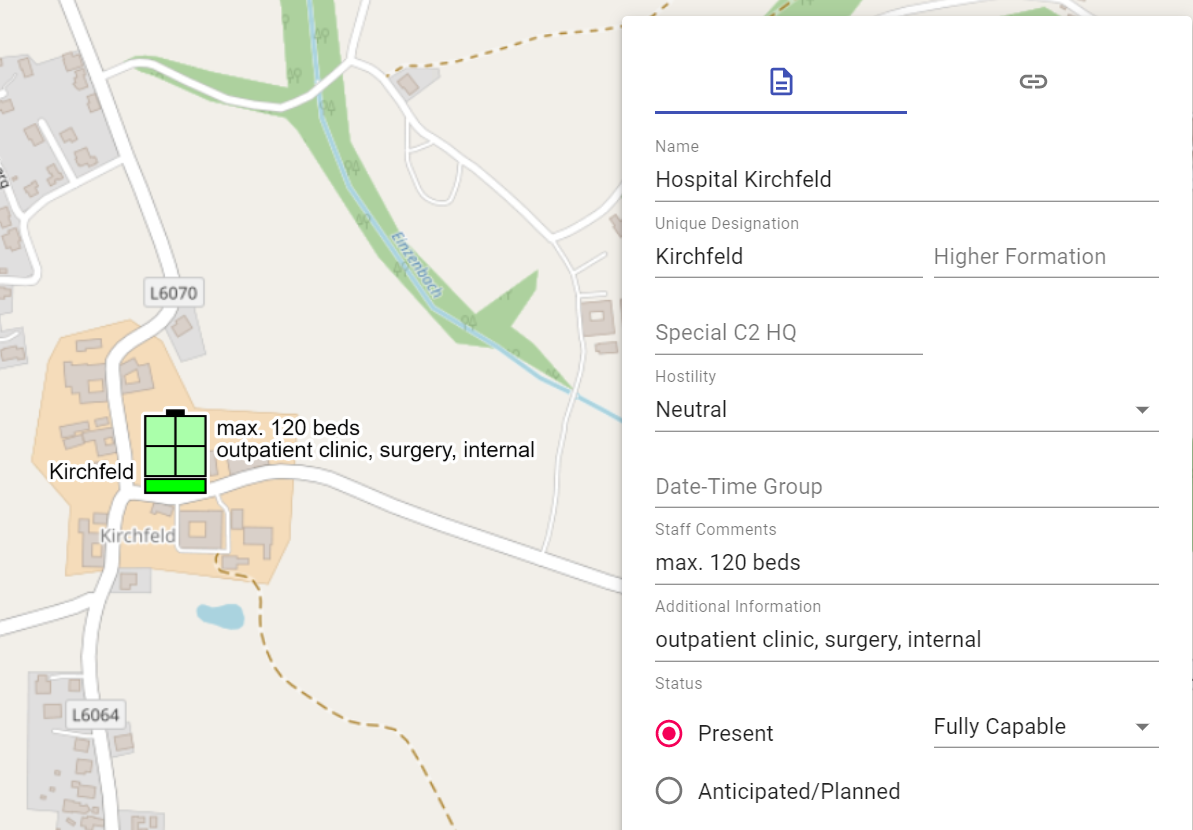 L6070
Einzenbach
max. 120 beds
outpatient clinic, surgery, internal
Kirchfeld
Kirchfeld
L6064
Name
Hospital Kirchfeld
Unique Designation
Kirchfeld
Higher Formation
Special C2 HQ
Hostility
Neutral
Date-Time Group
Staff Comments
max. 120 beds
Additional Information
outpatient clinic, surgery, internal
Status
Present
Fully Capable
Anticipated/Planned